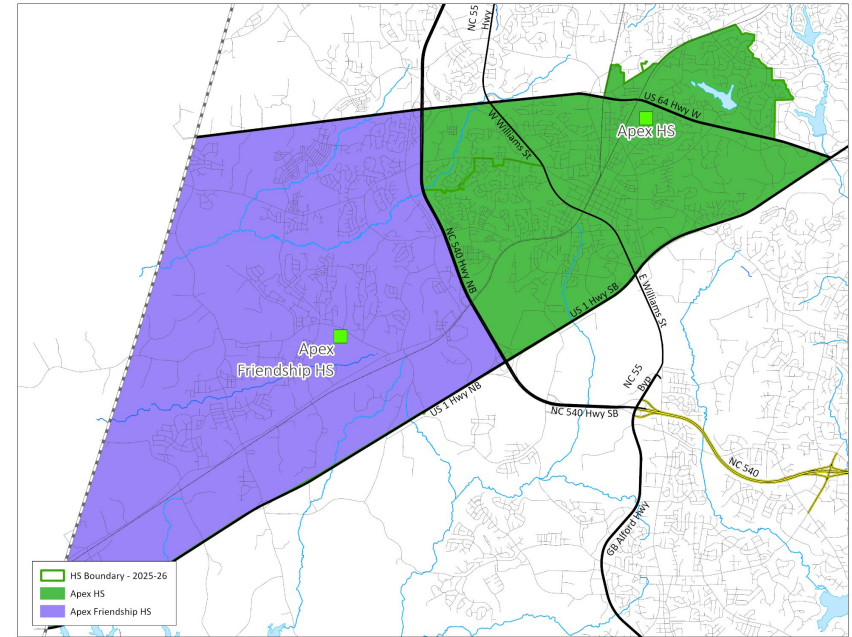 NC 55
Hwy
US 64 Hwy W
Apex HS
W Williams St
NC 540 Hwy NB
US 1 Hwy SB
E Williams St
Apex
Friendship HS
US 1 Hwy NB
NC 55
Byp
NC 540 Hwy SB
NC 540
GB Alford Hwy
HS Boundary - 2025-26
Apex HS
Apex Friendship HS